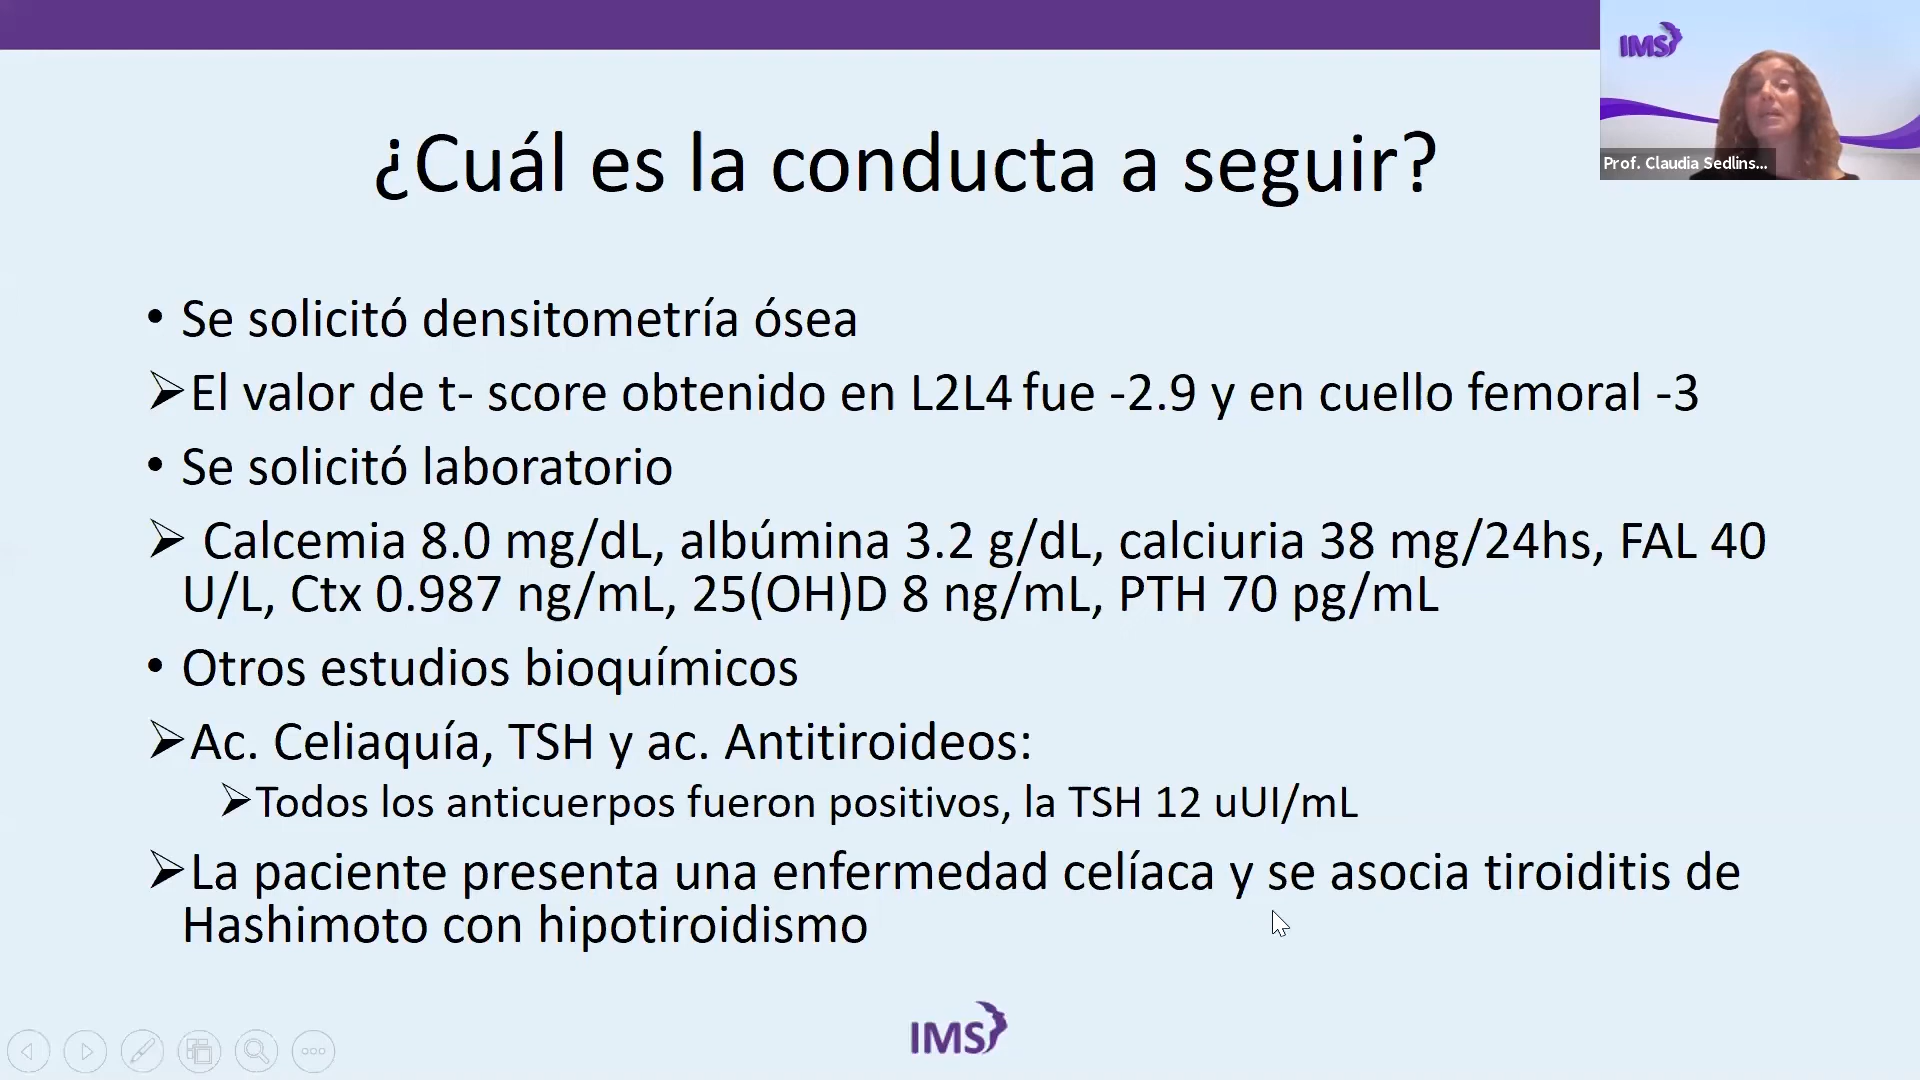 IMS
Prof. Claudia Sedlins...
¿Cuál es la conducta a seguir?
• Se solicitó densitometría ósea
➢El valor de t- score obtenido en L2L4 fue -2.9 y en cuello femoral -3
• Se solicitó laboratorio
➢ Calcemia 8.0 mg/dL, albúmina 3.2 g/dL, calciuria 38 mg/24hs, FAL 40
U/L, Ctx 0.987 ng/mL, 25(OH)D 8 ng/mL, PTH 70 pg/mL
• Otros estudios bioquímicos
➢Ac. Celiaquía, TSH y ac. Antitiroideos:
➢Todos los anticuerpos fueron positivos, la TSH 12 uUI/mL
➢La paciente presenta una enfermedad celíaca y se asocia tiroiditis de
Hashimoto con hipotiroidismo
IMS